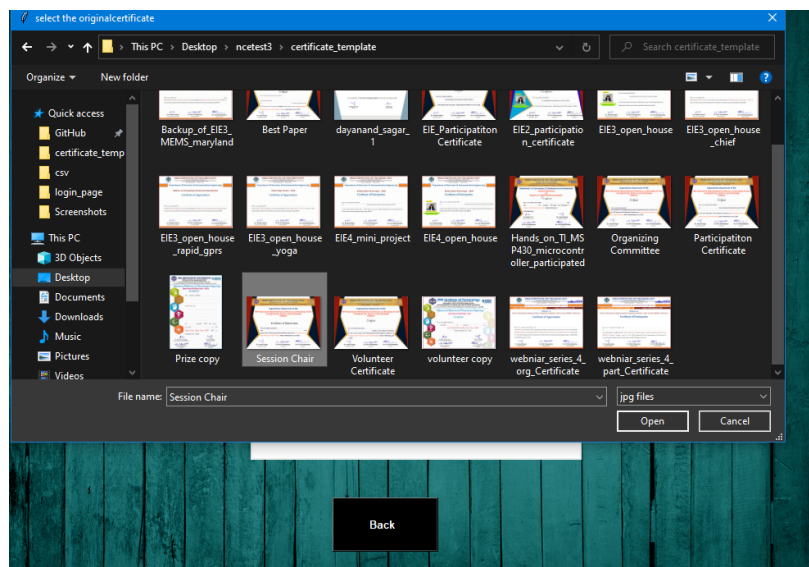 select the originalcertificate
This PC > Desktop > ncetest3 > certificate_template
Search certificate_template
Organize
New folder
Quick access
GitHub
certificate_temp
csv
login_page
Screenshots
This PC
3D Objects
Desktop
Documents
Downloads
Music
Pictures
Videos
Backup_of_EIE3_
MEMS_maryland
Best Paper
dayanand_sagar_
1
EIE_Participatiton
Certificate
EIE2_participatio
n_certificate
EIE3_open_house
EIE3_open_house
_chief
EIE3_open_house
_rapid_gprs
EIE3_open_house
_yoga
EIE4_mini_project
EIE4_open_house
Hands_on_TI_MS
P430_microcontr
oller_participated
Organizing
Committee
Participatiton
Certificate
Prize copy
Session Chair
Volunteer
Certificate
volunteer copy
webniar_series_4_
org_Certificate
webniar_series_4_
part_Certificate
File name:
Session Chair
jpg files
Open
Cancel
Back